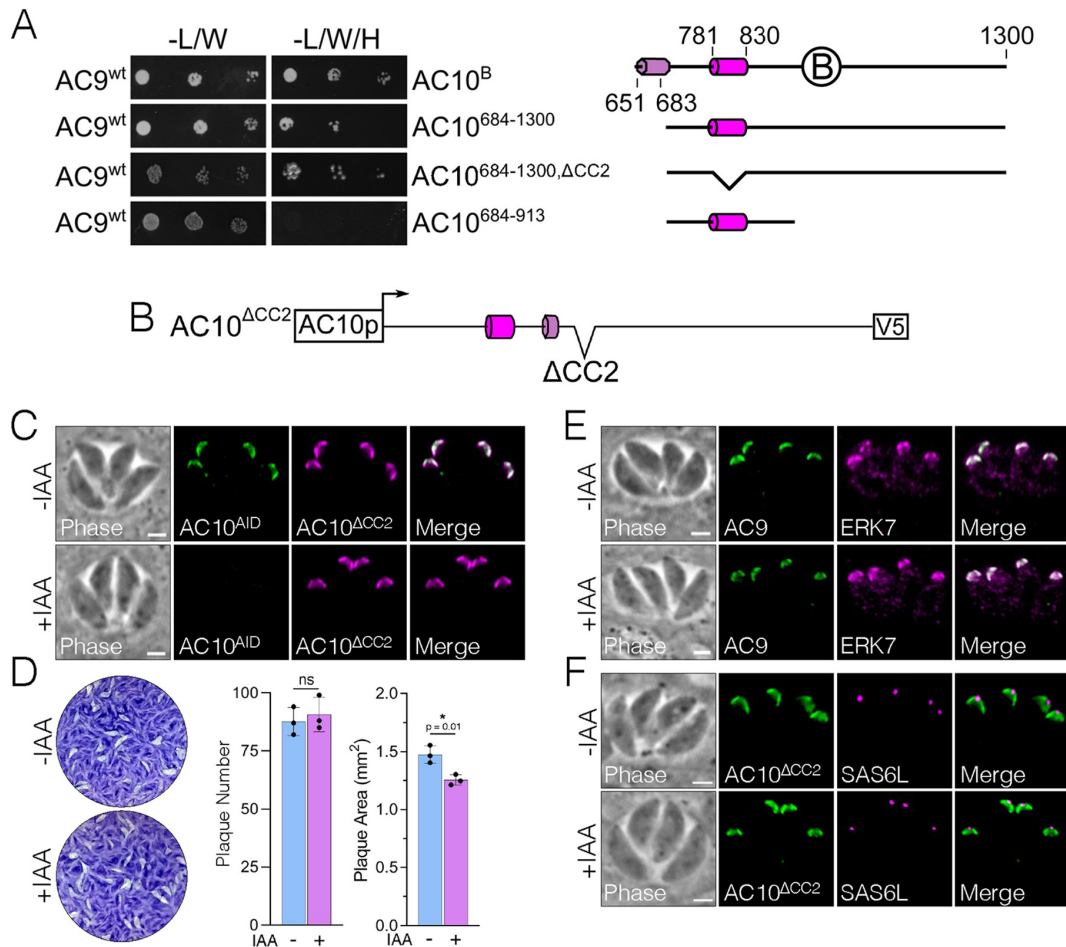 A
-L/W -L/W/H
AC9wt AC10B
AC9wt AC10684-1300
AC9wt AC10684-1300,ΔCC2
AC9wt AC10684-913
781 830 1300
B
651 683
B AC10ΔCC2 AC10p V5
ΔCC2
C
-IAA
Phase AC10AID AC10ΔCC2 Merge
+IAA
Phase AC10AID AC10ΔCC2 Merge
D
-IAA
+IAA
Plaque Number
100
75
50
25
0
ns
IAA - +
Plaque Area (mm2)
2.0
1.5
1.0
0.5
0.0
*
p = 0.01
IAA - +
E
-IAA
Phase AC9 ERK7 Merge
+IAA
Phase AC9 ERK7 Merge
F
-IAA
Phase AC10ΔCC2 SAS6L Merge
+IAA
Phase AC10ΔCC2 SAS6L Merge